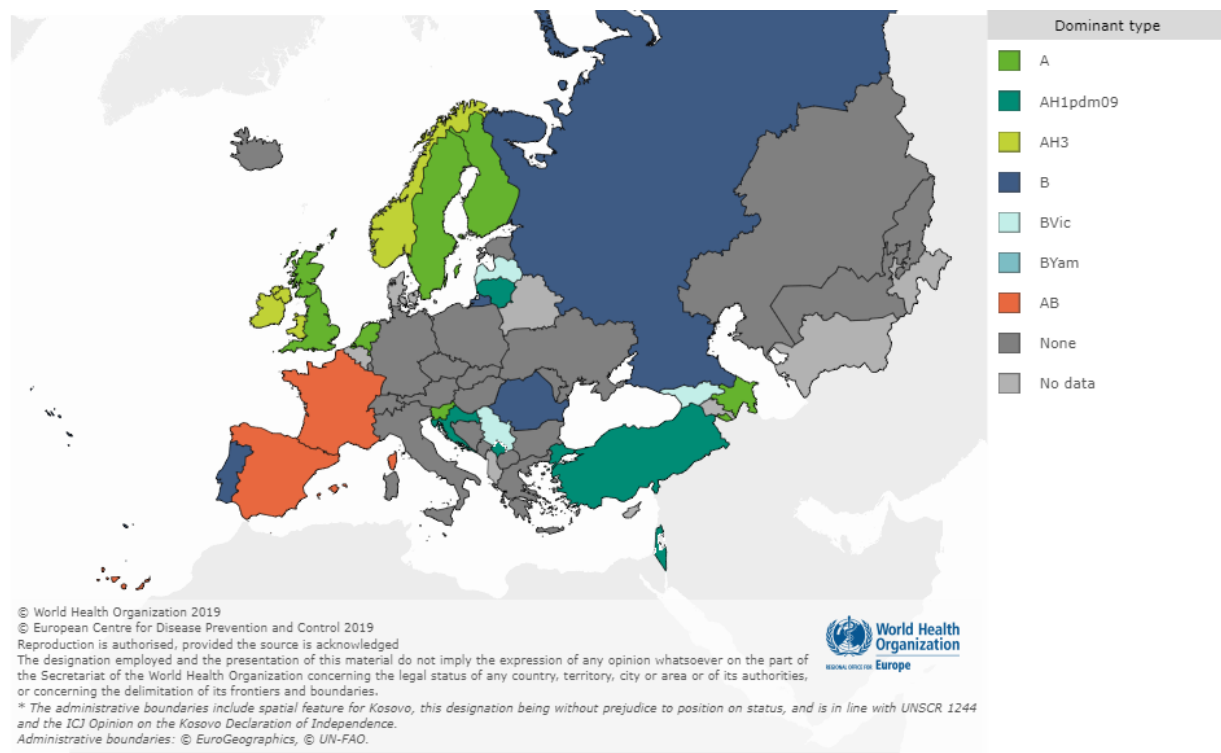 Dominant type
A
AH1pdm09
AH3
B
BVic
BYam
AB
None
No data
© World Health Organization 2019
© European Centre for Disease Prevention and Control 2019
Reproduction is authorised, provided the source is acknowledged
The designation employed and the presentation of this material do not imply the expression of any opinion whatsoever on the part of
the Secretariat of the World Health Organization concerning the legal status of any country, territory, city or area or of its authorities,
or concerning the delimitation of its frontiers and boundaries.
* The administrative boundaries include spatial feature for Kosovo, this designation being without prejudice to position on status, and is in line with UNSCR 1244
and the ICJ Opinion on the Kosovo Declaration of Independence.
Administrative boundaries: © EuroGeographics, © UN-FAO.
World Health
Organization
REGIONAL OFFICE FOR Europe